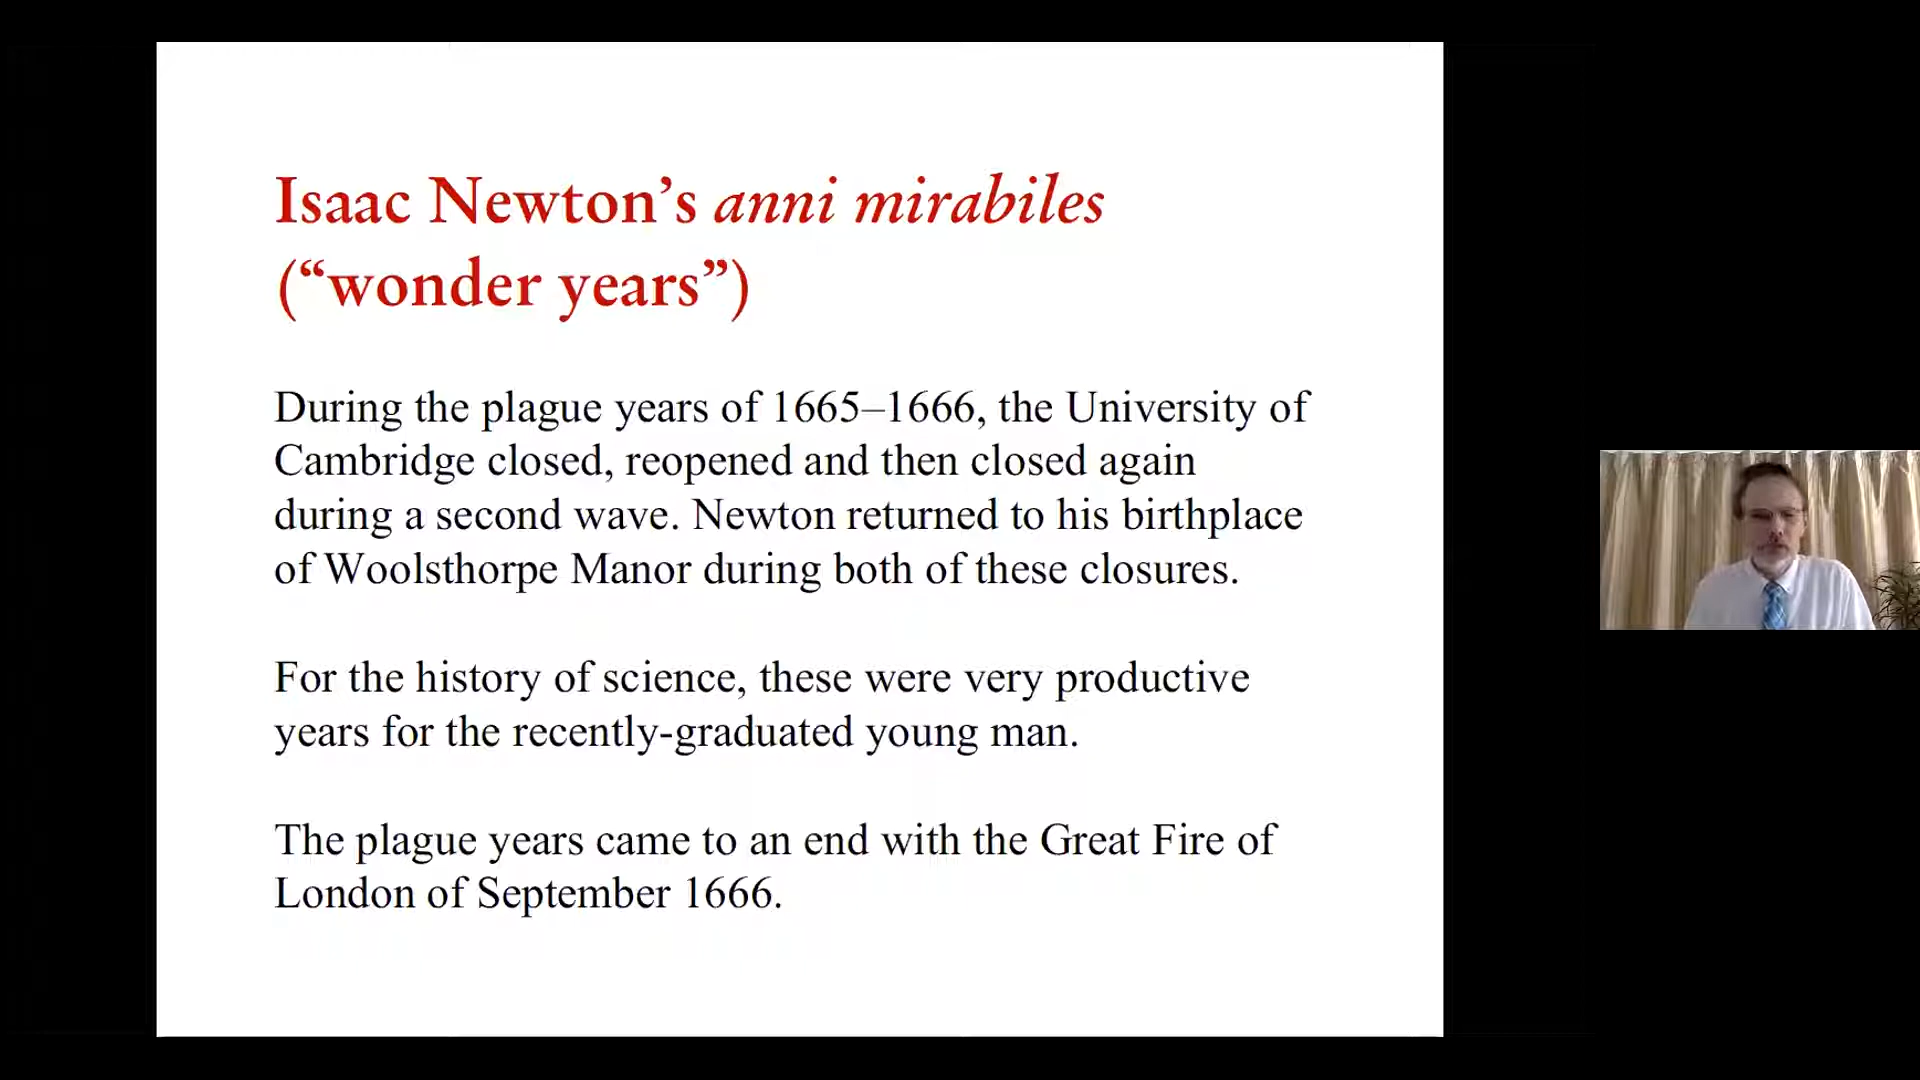 Isaac Newton’s anni mirabiles
(“wonder years”)
During the plague years of 1665–1666, the University of
Cambridge closed, reopened and then closed again
during a second wave. Newton returned to his birthplace
of Woolsthorpe Manor during both of these closures.
For the history of science, these were very productive
years for the recently-graduated young man.
The plague years came to an end with the Great Fire of
London of September 1666.